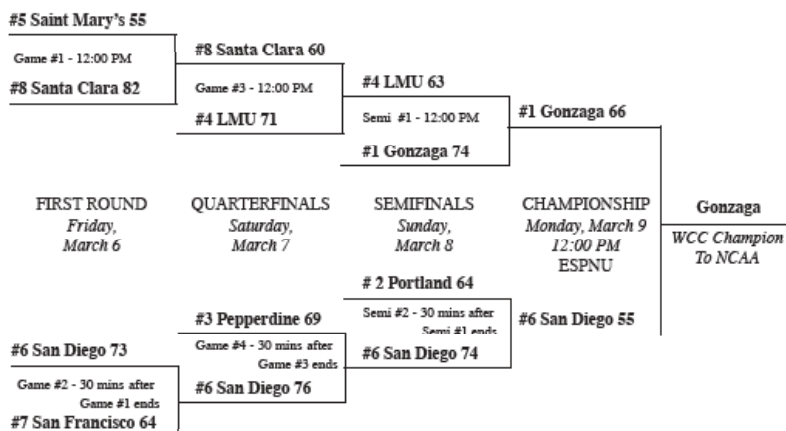 #5 Saint Mary's 55
Game #1 - 12:00 PM
#8 Santa Clara 82
#8 Santa Clara 60
Game #3 - 12:00 PM
#4 LMU 71
#4 LMU 63
Semi #1 - 12:00 PM
#1 Gonzaga 74
#1 Gonzaga 66
FIRST ROUND
Friday,
March 6
QUARTERFINALS
Saturday,
March 7
SEMIFINALS
Sunday,
March 8
CHAMPIONSHIP
Monday, March 9
12:00 PM
ESPNU
Gonzaga
WCC Champion
To NCAA
# 2 Portland 64
Semi #2 - 30 mins after
Semi #1 ends
#6 San Diego 74
#6 San Diego 55
#3 Pepperdine 69
Game #4 - 30 mins after
Game #3 ends
#6 San Diego 76
#6 San Diego 73
Game #2 - 30 mins after
Game #1 ends
#7 San Francisco 64